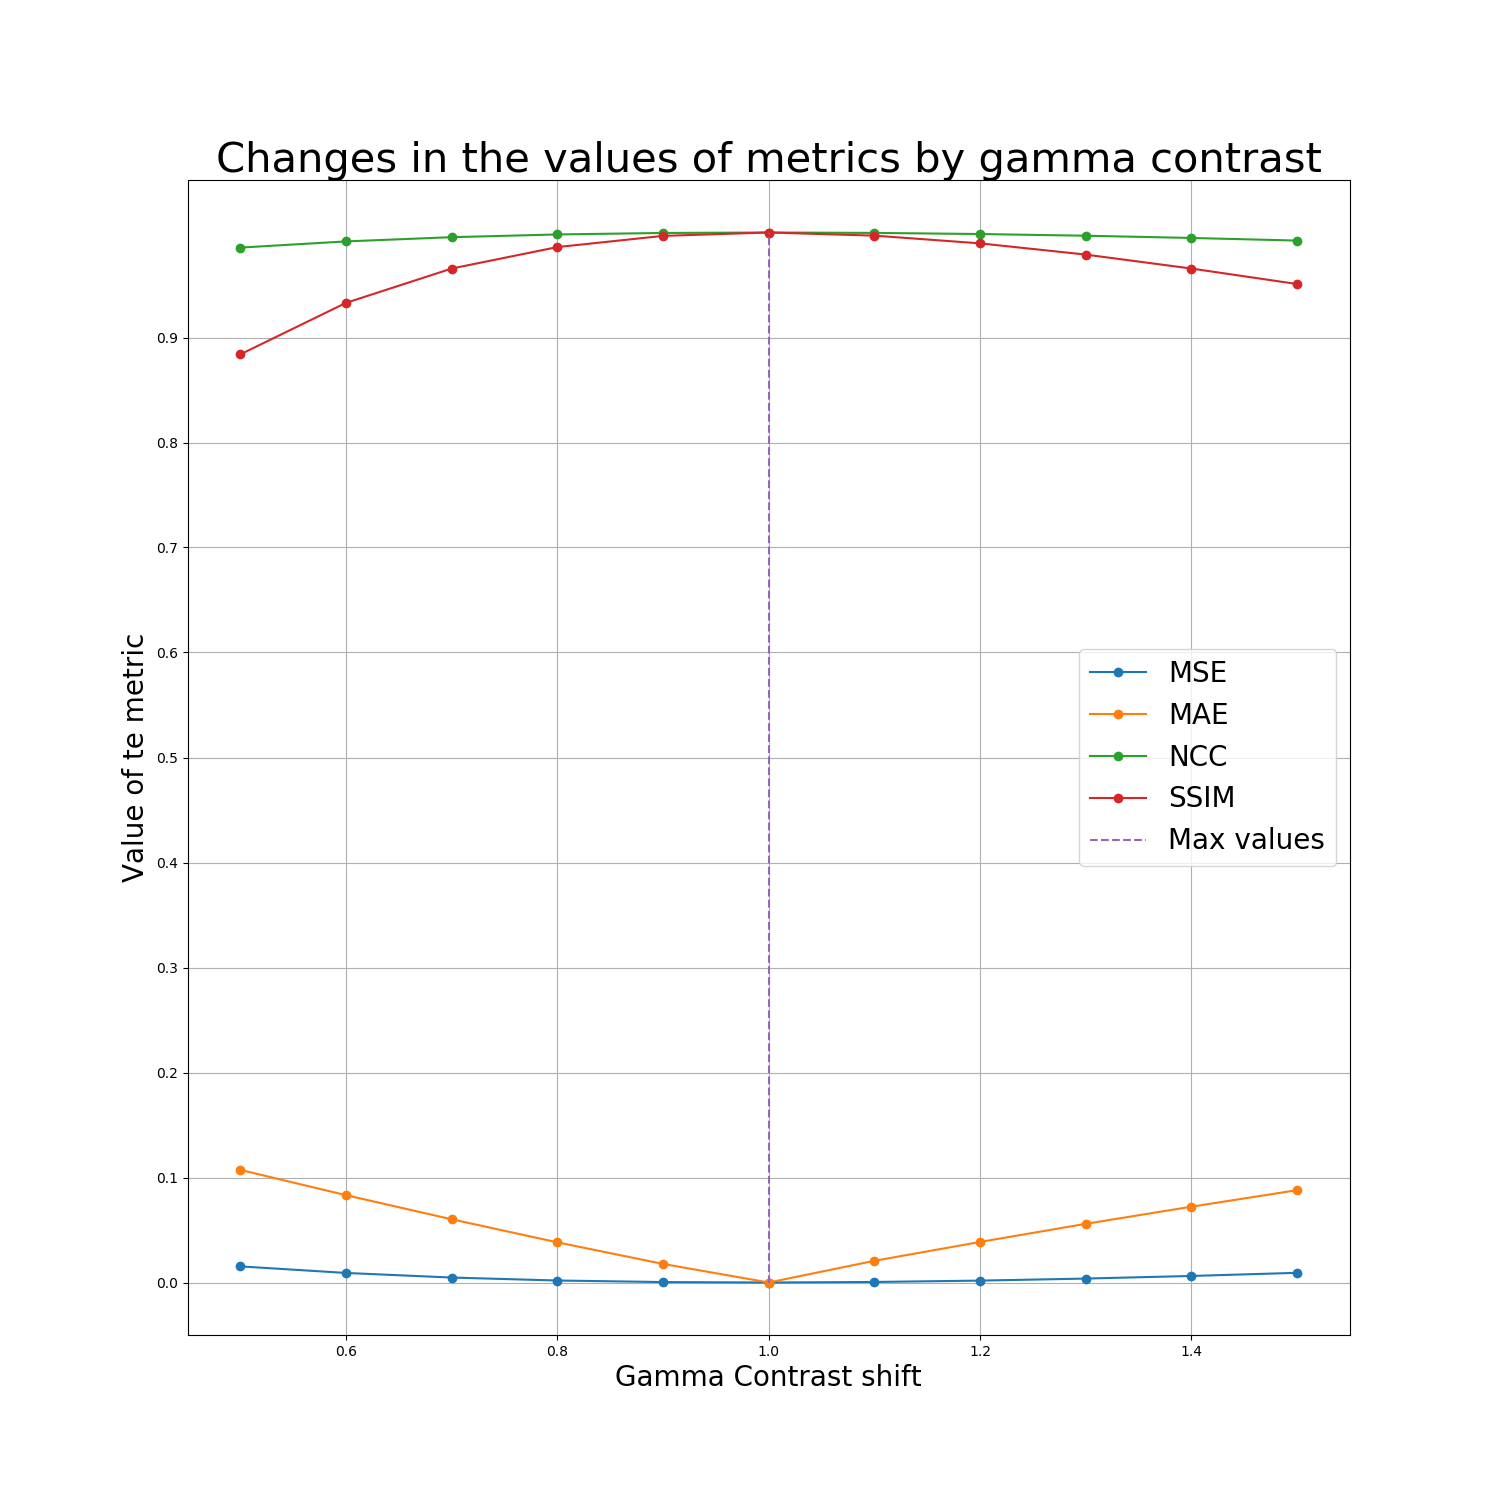 Changes in the values of metrics by gamma contrast
0.9
0.8
0.7
0.6
0.5
0.4
0.3
0.2
0.1
0.0
Value of te metric
MSE
MAE
NCC
SSIM
Max values
0.6 0.8 1.0 1.2 1.4
Gamma Contrast shift